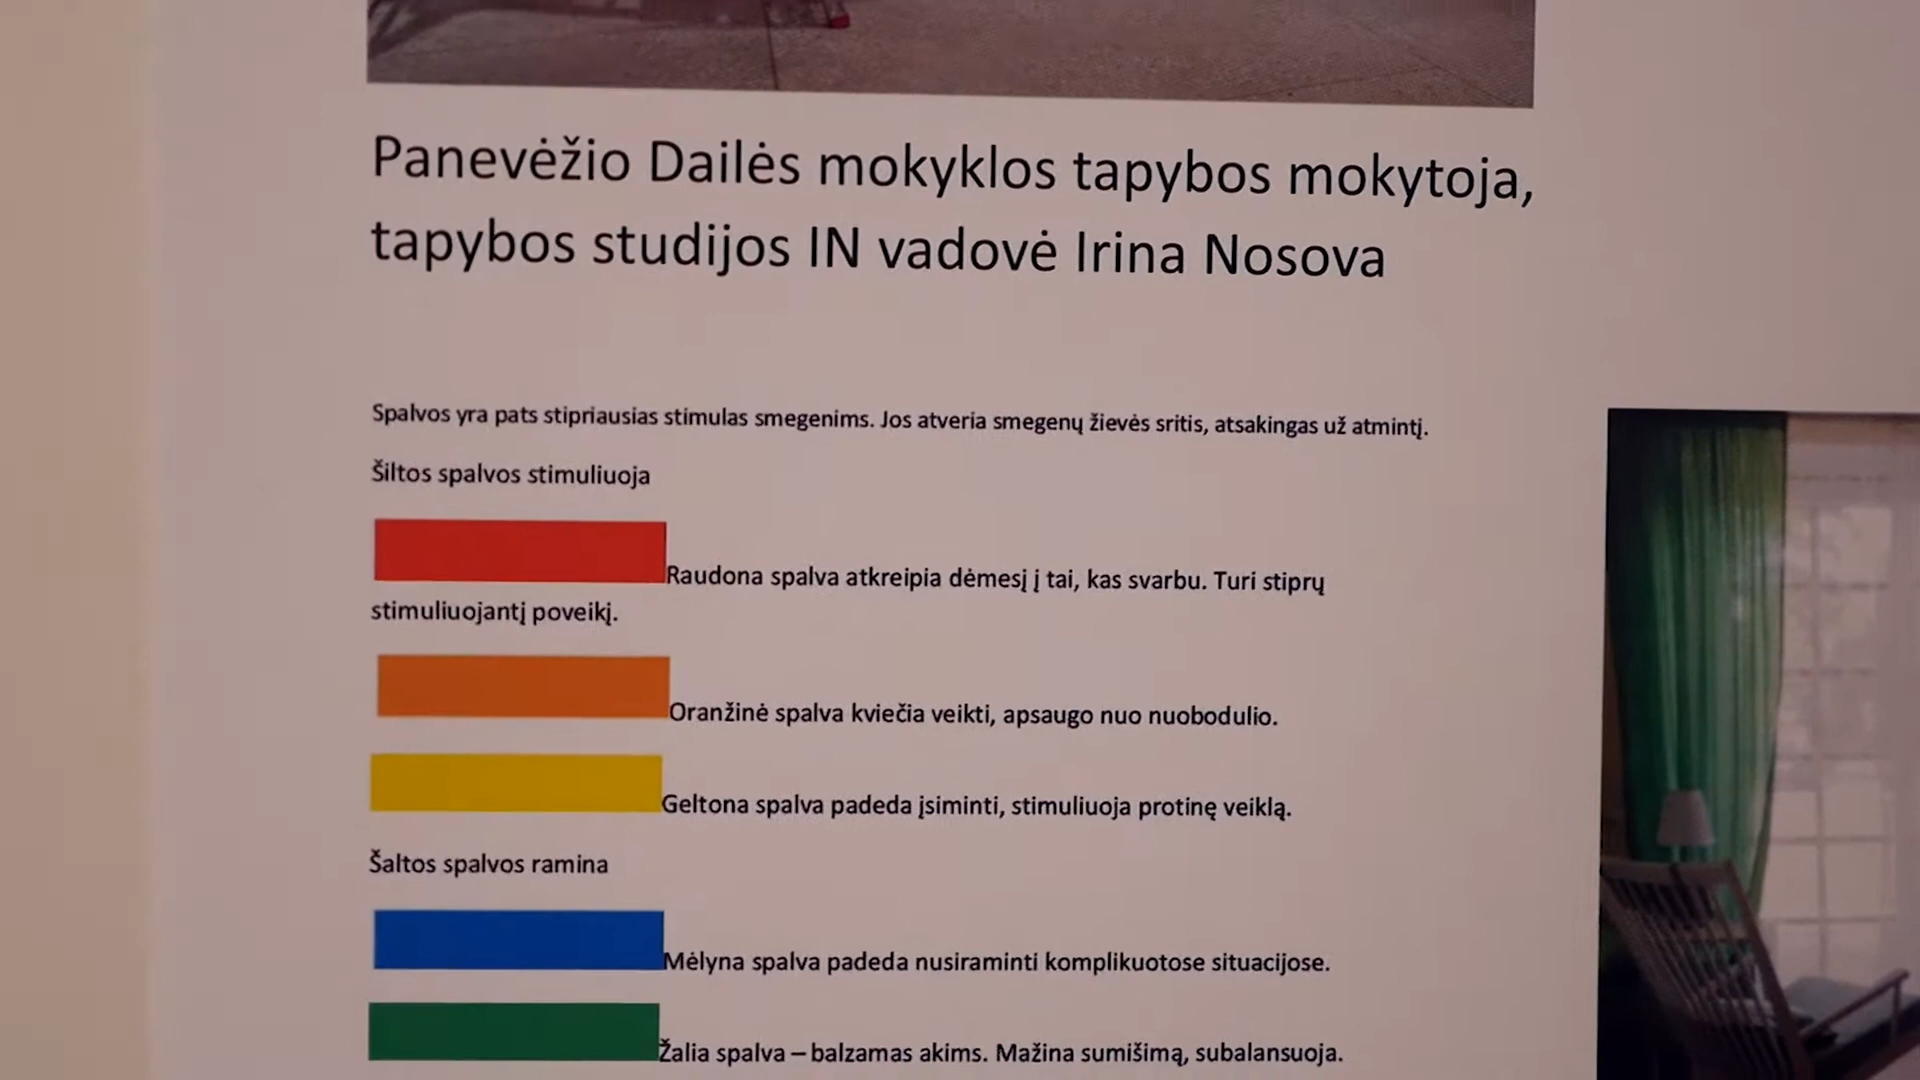 Panevėžio Dailės mokyklos tapybos mokytoja,
tapybos studijos IN vadovė Irina Nosova
Spalvos yra pats stipriausias stimulas smegenims. Jos atveria smegenų žievės sritis, atsakingas už atmintį.
Šiltos spalvos stimuliuoja
Raudona spalva atkreipia dėmesį į tai, kas svarbu. Turi stiprų
stimuliuojantį poveikį.
Oranžinė spalva kviečia veikti, apsaugo nuo nuobodulio.
Geltona spalva padeda įsiminti, stimuliuoja protinę veiklą.
Šaltos spalvos ramina
Mėlyna spalva padeda nusiraminti komplikuotose situacijose.
Žalia spalva – balzamas akims. Mažina sumišimą, subalansuoja.